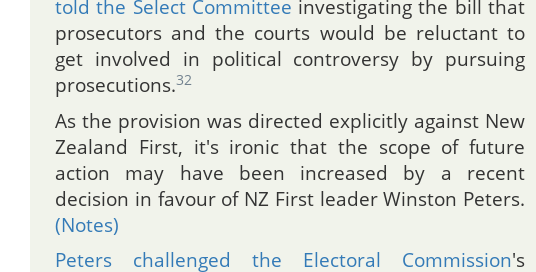 told the Select Committee investigating the bill that
prosecutors and the courts would be reluctant to
get involved in political controversy by pursuing
prosecutions.32
As the provision was directed explicitly against New
Zealand First, it's ironic that the scope of future
action may have been increased by a recent
decision in favour of NZ First leader Winston Peters.
(Notes)
Peters challenged the Electoral Commission's